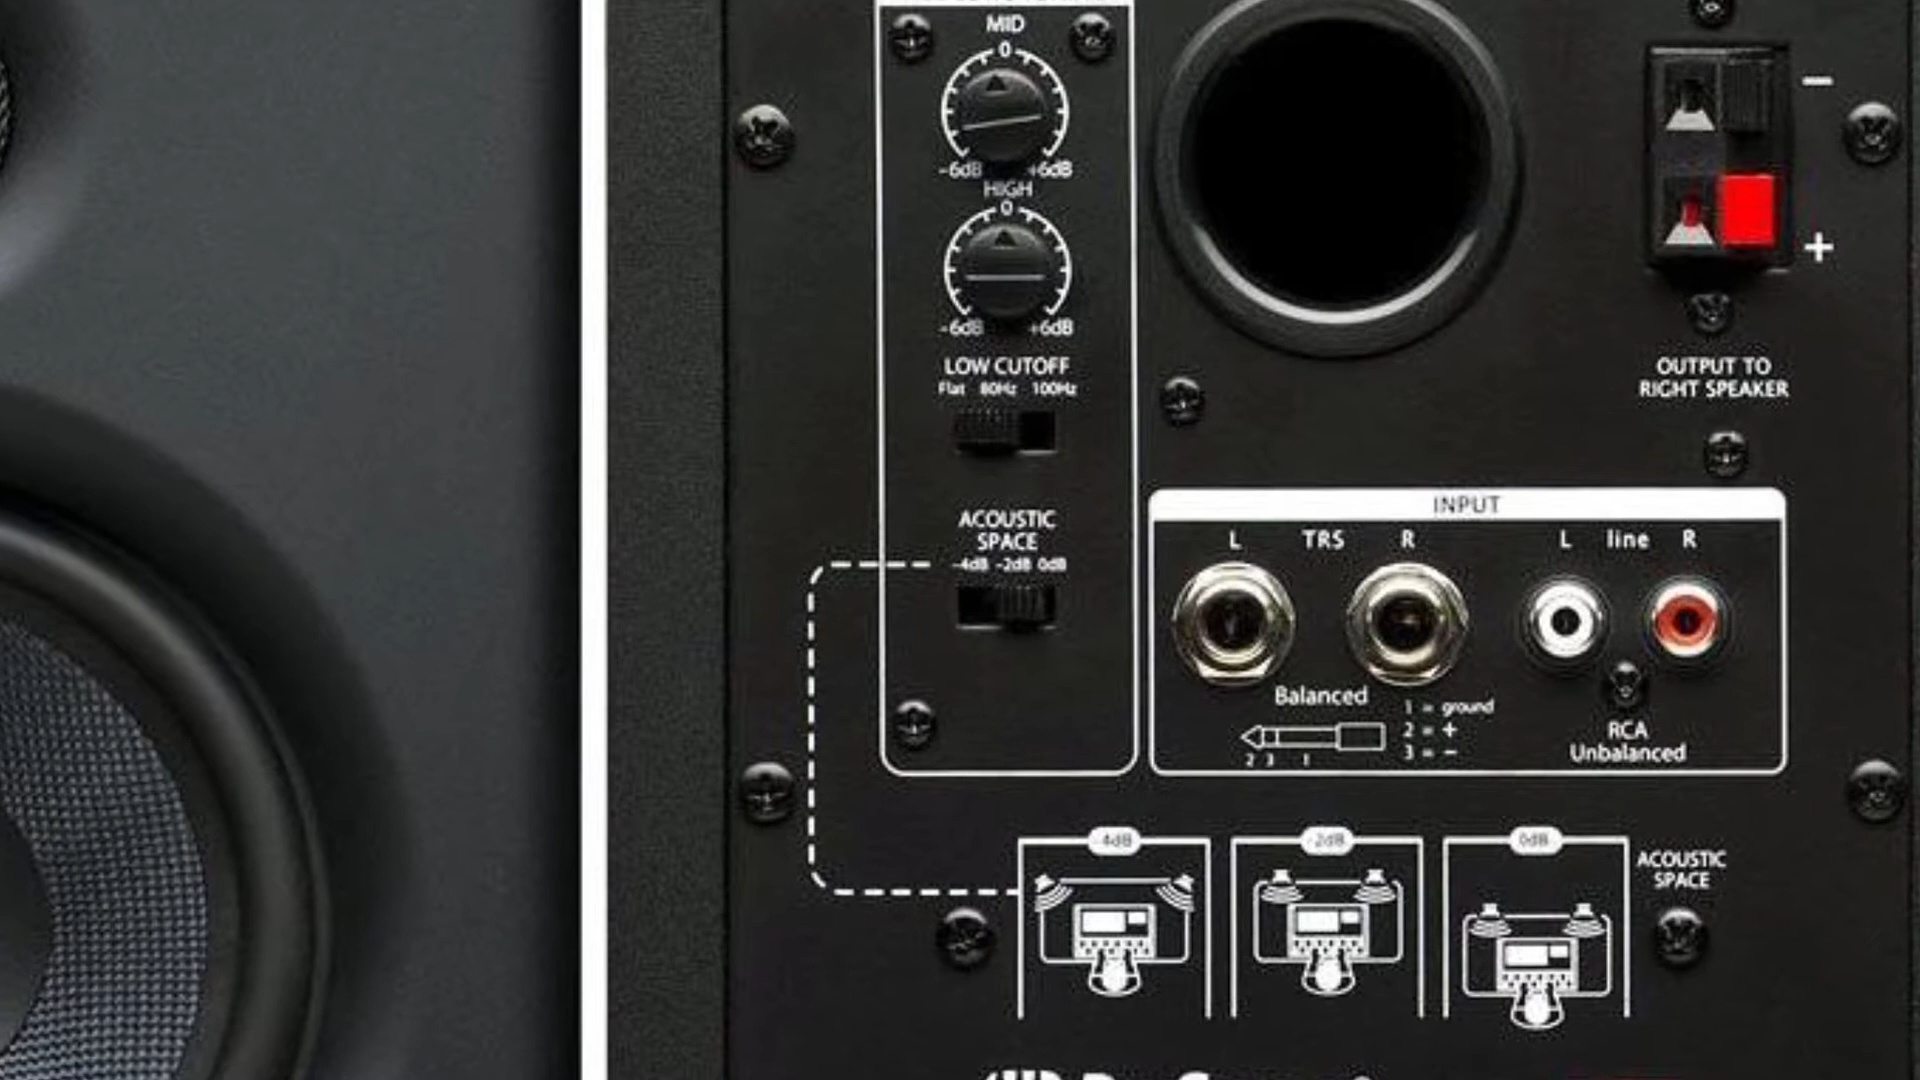 MID
0
-6dB +6dB
HIGH
0
-6dB +6dB
LOW CUTOFF
Flat 80Hz 100Hz
ACOUSTIC
SPACE
-4dB -2dB 0dB
-
+
OUTPUT TO
RIGHT SPEAKER
INPUT
L TRS R L line R
Balanced
1 = ground
2 = +
3 = -
2 3 1
RCA
Unbalanced
-4dB -2dB 0dB
ACOUSTIC
SPACE